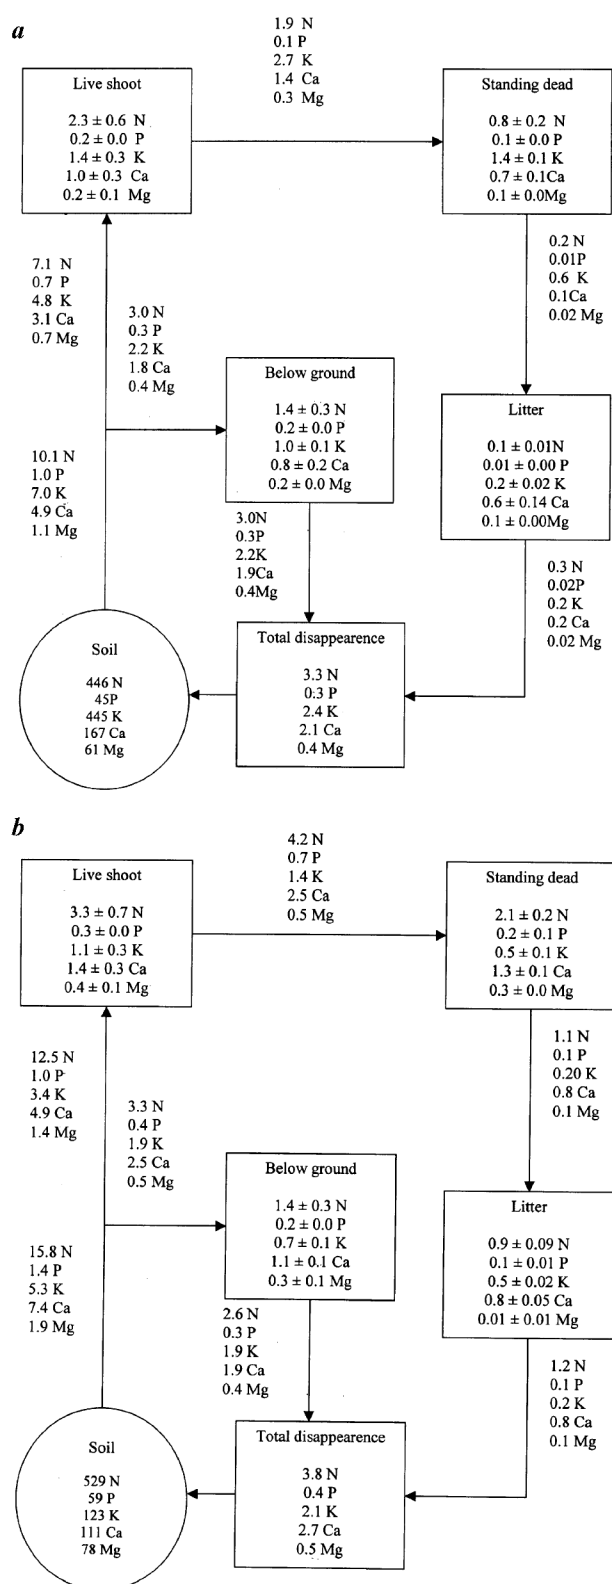 a
1.9 N
0.1 P
2.7 K
1.4 Ca
0.3 Mg
Live shoot
2.3 ± 0.6 N
0.2 ± 0.0 P
1.4 ± 0.3 K
1.0 ± 0.3 Ca
0.2 ± 0.1 Mg
Standing dead
0.8 ± 0.2 N
0.1 ± 0.0 P
1.4 ± 0.1 K
0.7 ± 0.1Ca
0.1 ± 0.0Mg
7.1 N
0.7 P
4.8 K
3.1 Ca
0.7 Mg
3.0 N
0.3 P
2.2 K
1.8 Ca
0.4 Mg
0.2 N
0.01P
0.6 K
0.1Ca
0.02 Mg
Below ground
1.4 ± 0.3 N
0.2 ± 0.0 P
1.0 ± 0.1 K
0.8 ± 0.2 Ca
0.2 ± 0.0 Mg
Litter
0.1 ± 0.01N
0.01 ± 0.00 P
0.2 ± 0.02 K
0.6 ± 0.14 Ca
0.1 ± 0.00Mg
10.1 N
1.0 P
7.0 K
4.9 Ca
1.1 Mg
3.0N
0.3P
2.2K
1.9Ca
0.4Mg
0.3 N
0.02P
0.2 K
0.2 Ca
0.02 Mg
Soil
446 N
45P
445 K
167 Ca
61 Mg
Total disappearence
3.3 N
0.3 P
2.4 K
2.1 Ca
0.4 Mg
b
4.2 N
0.7 P
1.4 K
2.5 Ca
0.5 Mg
Live shoot
3.3 ± 0.7 N
0.3 ± 0.0 P
1.1 ± 0.3 K
1.4 ± 0.3 Ca
0.4 ± 0.1 Mg
Standing dead
2.1 ± 0.2 N
0.2 ± 0.1 P
0.5 ± 0.1 K
1.3 ± 0.1 Ca
0.3 ± 0.0 Mg
12.5 N
1.0 P
3.4 K
4.9 Ca
1.4 Mg
3.3 N
0.4 P
1.9 K
2.5 Ca
0.5 Mg
1.1 N
0.1 P
0.20 K
0.8 Ca
0.1 Mg
Below ground
1.4 ± 0.3 N
0.2 ± 0.0 P
0.7 ± 0.1 K
1.1 ± 0.1 Ca
0.3 ± 0.1 Mg
Litter
0.9 ± 0.09 N
0.1 ± 0.01 P
0.5 ± 0.02 K
0.8 ± 0.05 Ca
0.01 ± 0.01 Mg
15.8 N
1.4 P
5.3 K
7.4 Ca
1.9 Mg
2.6 N
0.3 P
1.9 K
1.9 Ca
0.4 Mg
1.2 N
0.1 P
0.2 K
0.8 Ca
0.1 Mg
Soil
529 N
59 P
123 K
111 Ca
78 Mg
Total disappearence
3.8 N
0.4 P
2.1 K
2.7 Ca
0.5 Mg